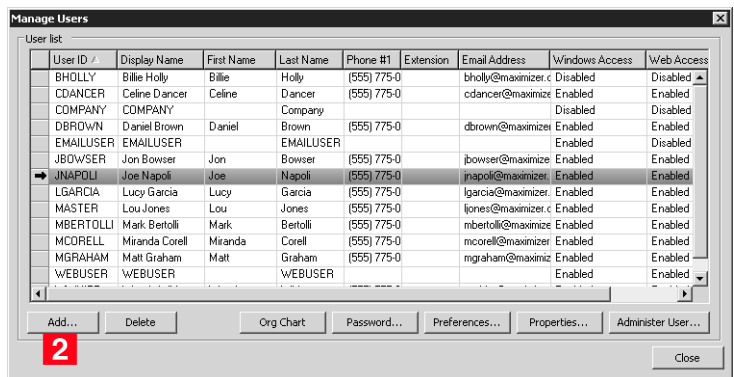 Manage Users
User list
User ID Display Name First Name Last Name Phone #1 Extension Email Address Windows Access Web Access
BHOLLY Billie Holly Billie Holly (555) 775-0 bholly@maximizer.c Disabled Disabled
CDANCER Celine Dancer Celine Dancer (555) 775-0 cdancer@maximize Enabled Enabled
COMPANY COMPANY Company Disabled Disabled
DBROWN Daniel Brown Daniel Brown (555) 775-0 dbrown@maximizer Enabled Enabled
EMAILUSER EMAILUSER EMAILUSER Enabled Disabled
JBOWSER Jon Bowser Jon Bowser (555) 775-0 jbowser@maximize Enabled Enabled
JNAPOLI Joe Napoli Joe Napoli (555) 775-0 jnapoli@maximizer. Enabled Enabled
LGARCIA Lucy Garcia Lucy Garcia (555) 775-0 lgarcia@maximizer. Enabled Enabled
MASTER Lou Jones Lou Jones (555) 775-0 ljones@maximizer.c Enabled Enabled
MBERTOLLI Mark Bertolli Mark Bertolli (555) 775-0 mbertolli@maximize Enabled Enabled
MCORELL Miranda Corell Miranda Corell (555) 775-0 mcorell@maximizer Enabled Enabled
MGRAHAM Matt Graham Matt Graham (555) 775-0 mgraham@maximiz Enabled Enabled
WEBUSER WEBUSER WEBUSER Enabled Enabled
Add... Delete Org Chart Password... Preferences... Properties... Administer User...
2
Close